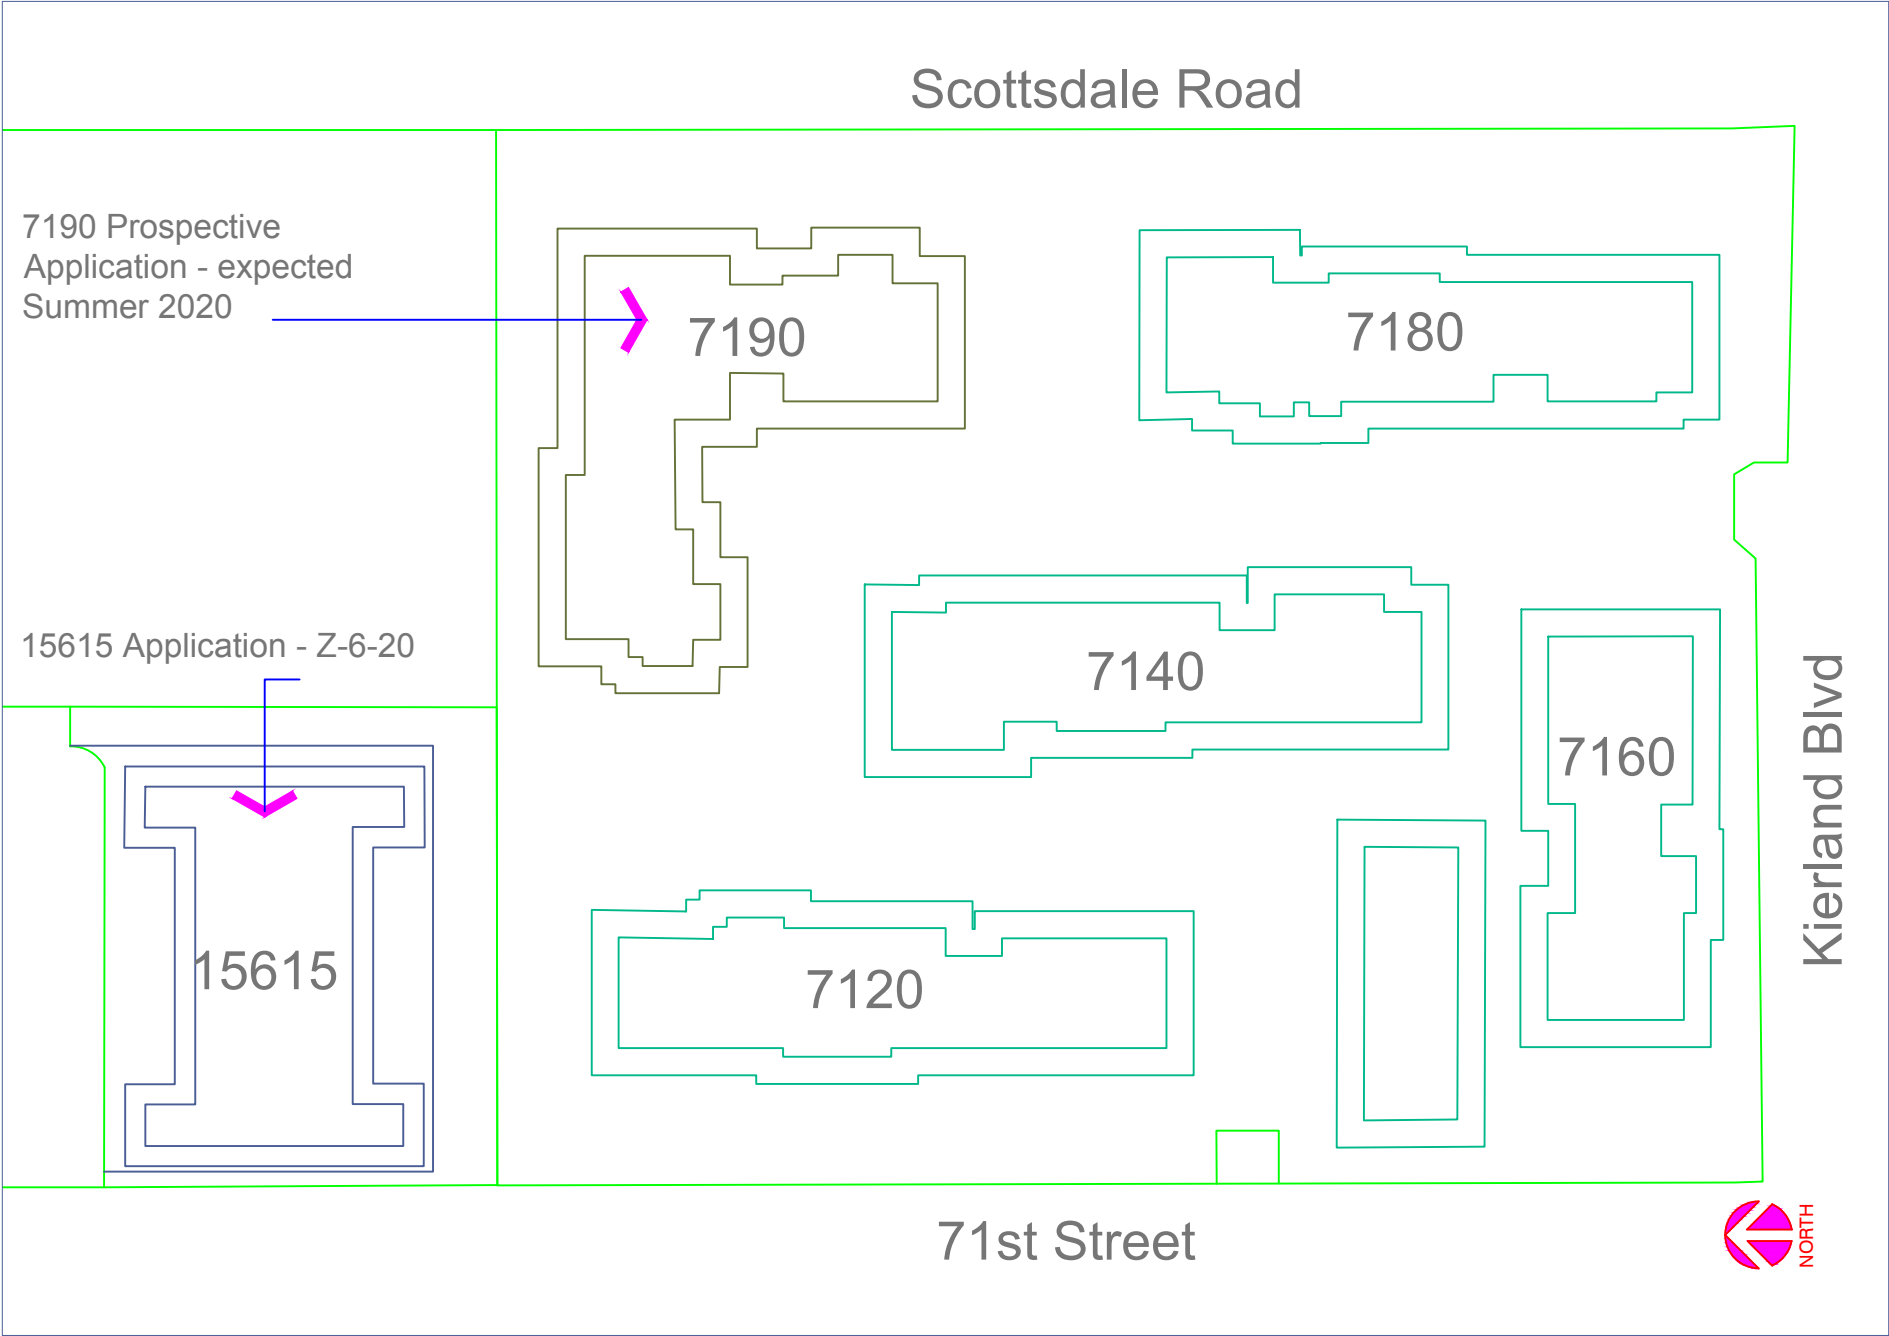 Scottsdale Road
7190 Prospective
Application - expected
Summer 2020
7190
7180
15615 Application - Z-6-20
7140
7160
Kierland Blvd
15615
7120
71st Street
NORTH